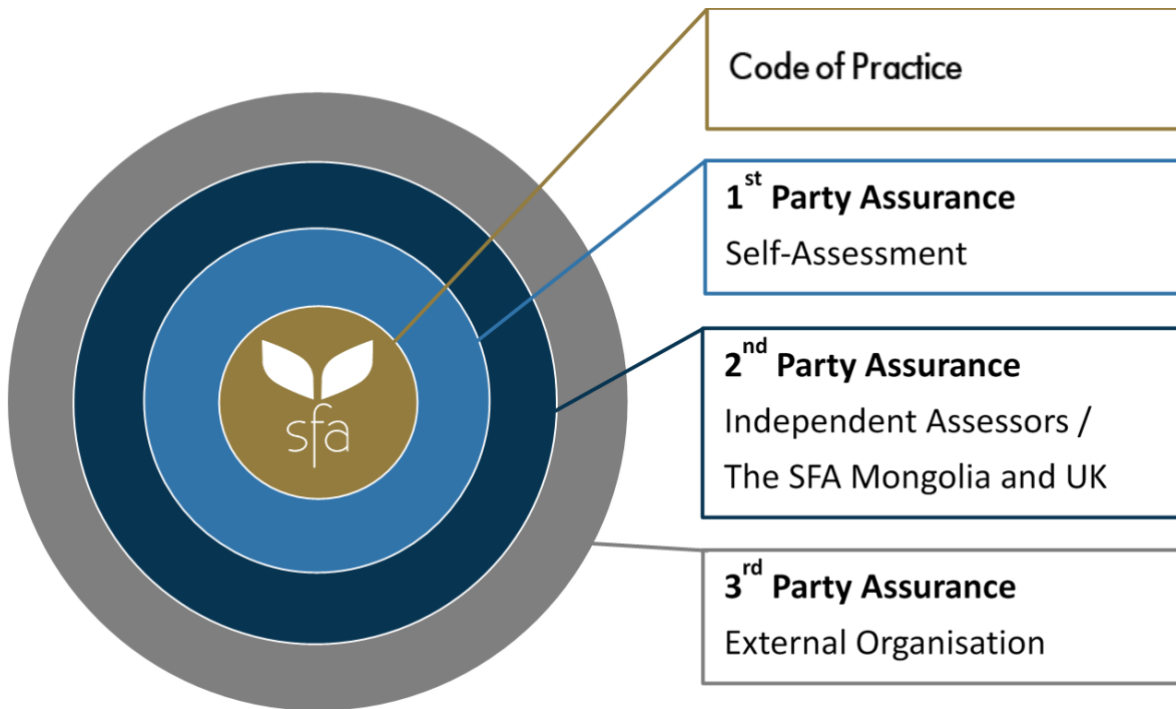 sfa
Code of Practice
1st Party Assurance
Self-Assessment
2nd Party Assurance
Independent Assessors /
The SFA Mongolia and UK
3rd Party Assurance
External Organisation